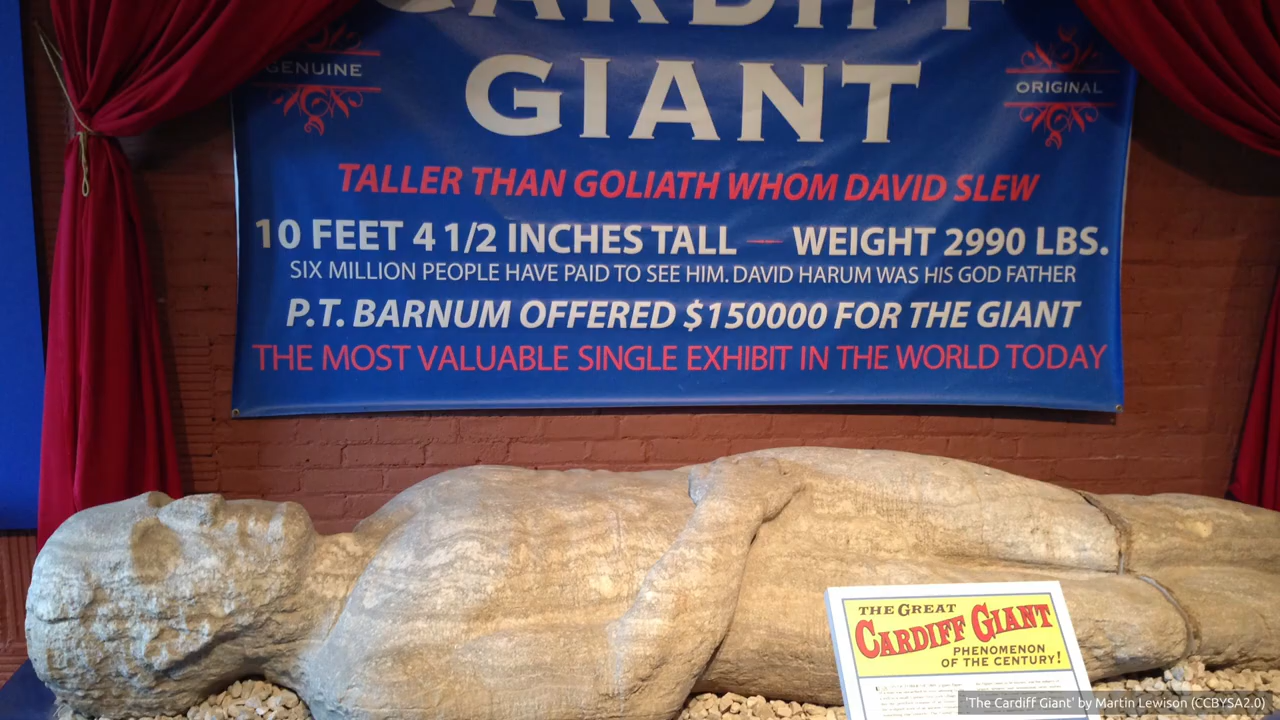 CARDIFF
GIANT
GENUINE
ORIGINAL
TALLER THAN GOLIATH WHOM DAVID SLEW
10 FEET 4 1/2 INCHES TALL — WEIGHT 2990 LBS.
SIX MILLION PEOPLE HAVE PAID TO SEE HIM. DAVID HARUM WAS HIS GOD FATHER
P.T. BARNUM OFFERED $150000 FOR THE GIANT
THE MOST VALUABLE SINGLE EXHIBIT IN THE WORLD TODAY
THE GREAT
CARDIFF GIANT
PHENOMENON
OF THE CENTURY!
'The Cardiff Giant' by Martin Lewison (CCBYSA2.0)